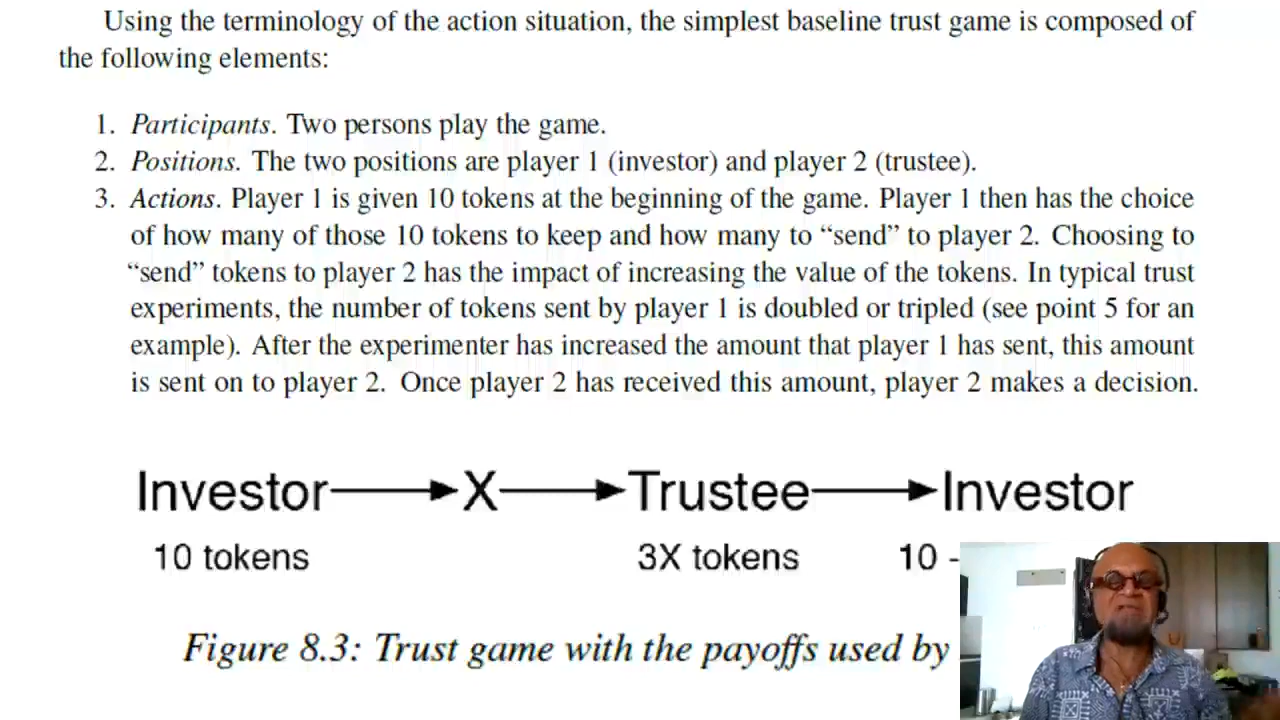 Using the terminology of the action situation, the simplest baseline trust game is composed of
the following elements:
1. Participants. Two persons play the game.
2. Positions. The two positions are player 1 (investor) and player 2 (trustee).
3. Actions. Player 1 is given 10 tokens at the beginning of the game. Player 1 then has the choice
of how many of those 10 tokens to keep and how many to “send” to player 2. Choosing to
“send” tokens to player 2 has the impact of increasing the value of the tokens. In typical trust
experiments, the number of tokens sent by player 1 is doubled or tripled (see point 5 for an
example). After the experimenter has increased the amount that player 1 has sent, this amount
is sent on to player 2. Once player 2 has received this amount, player 2 makes a decision.
Investor X Trustee Investor
10 tokens 3X tokens 10 -
Figure 8.3: Trust game with the payoffs used by